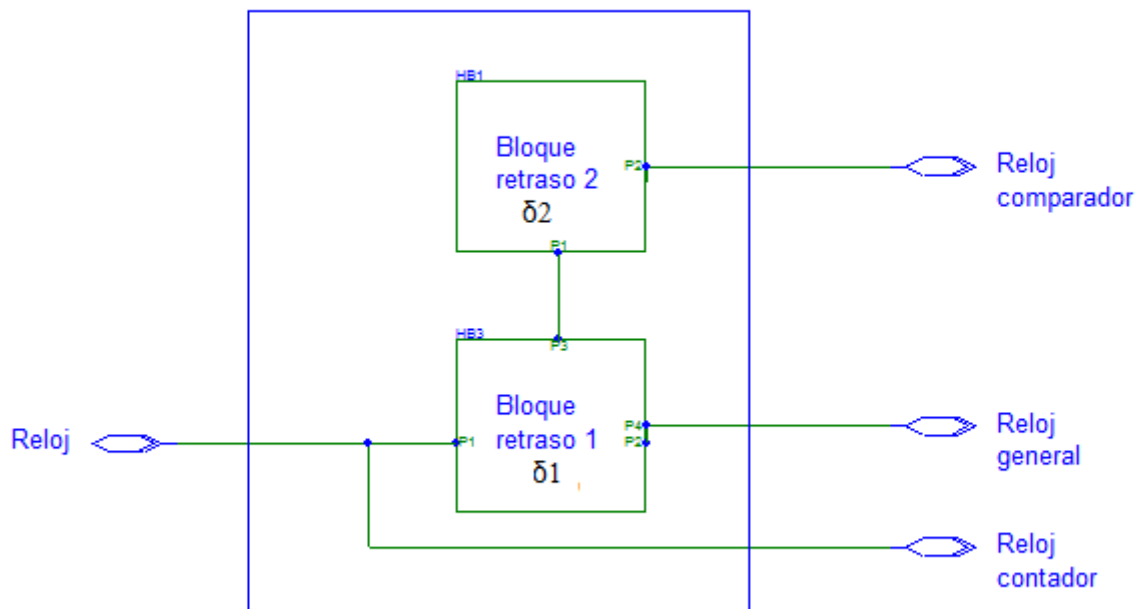 HB1
Bloque
retraso 2
δ2
P2
P1
Reloj
comparador
HB3
P3
Bloque
retraso 1
δ1
P1
P4
P2
Reloj
Reloj
general
Reloj
contador